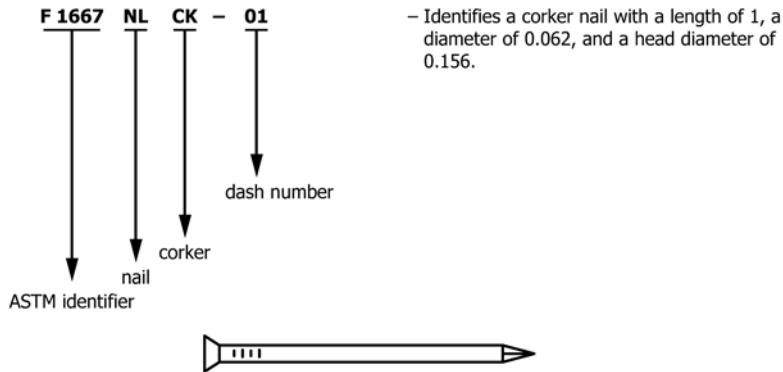 F 1667 NL CK – 01
– Identifies a corker nail with a length of 1, a
diameter of 0.062, and a head diameter of
0.156.
dash number
corker
nail
ASTM identifier